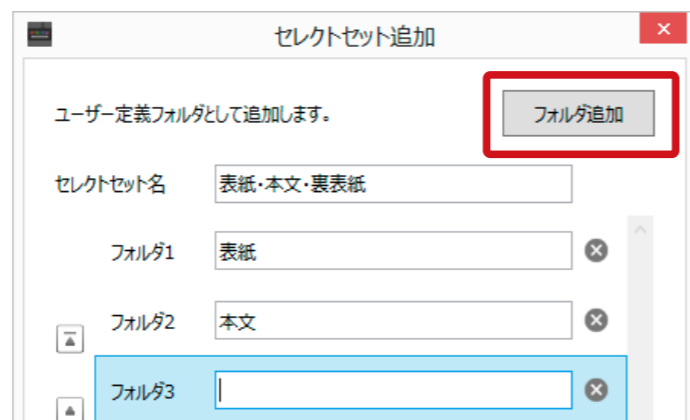 セレクトセット追加
ユーザー定義フォルダとして追加します。 フォルダ追加
セレクトセット名 表紙・本文・裏表紙
フォルダ1 表紙
フォルダ2 本文
フォルダ3